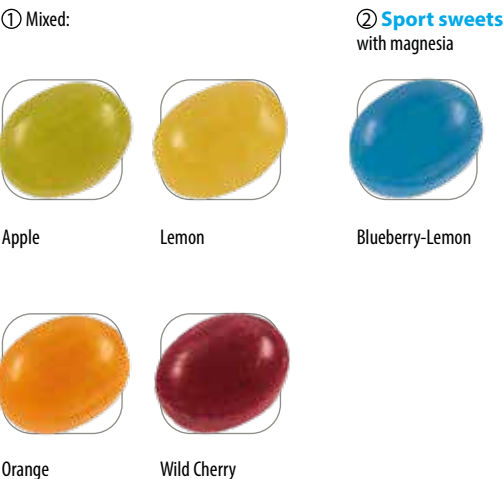 ① Mixed:
② Sport sweets
with magnesia
Apple
Lemon
Blueberry-Lemon
Orange
Wild Cherry